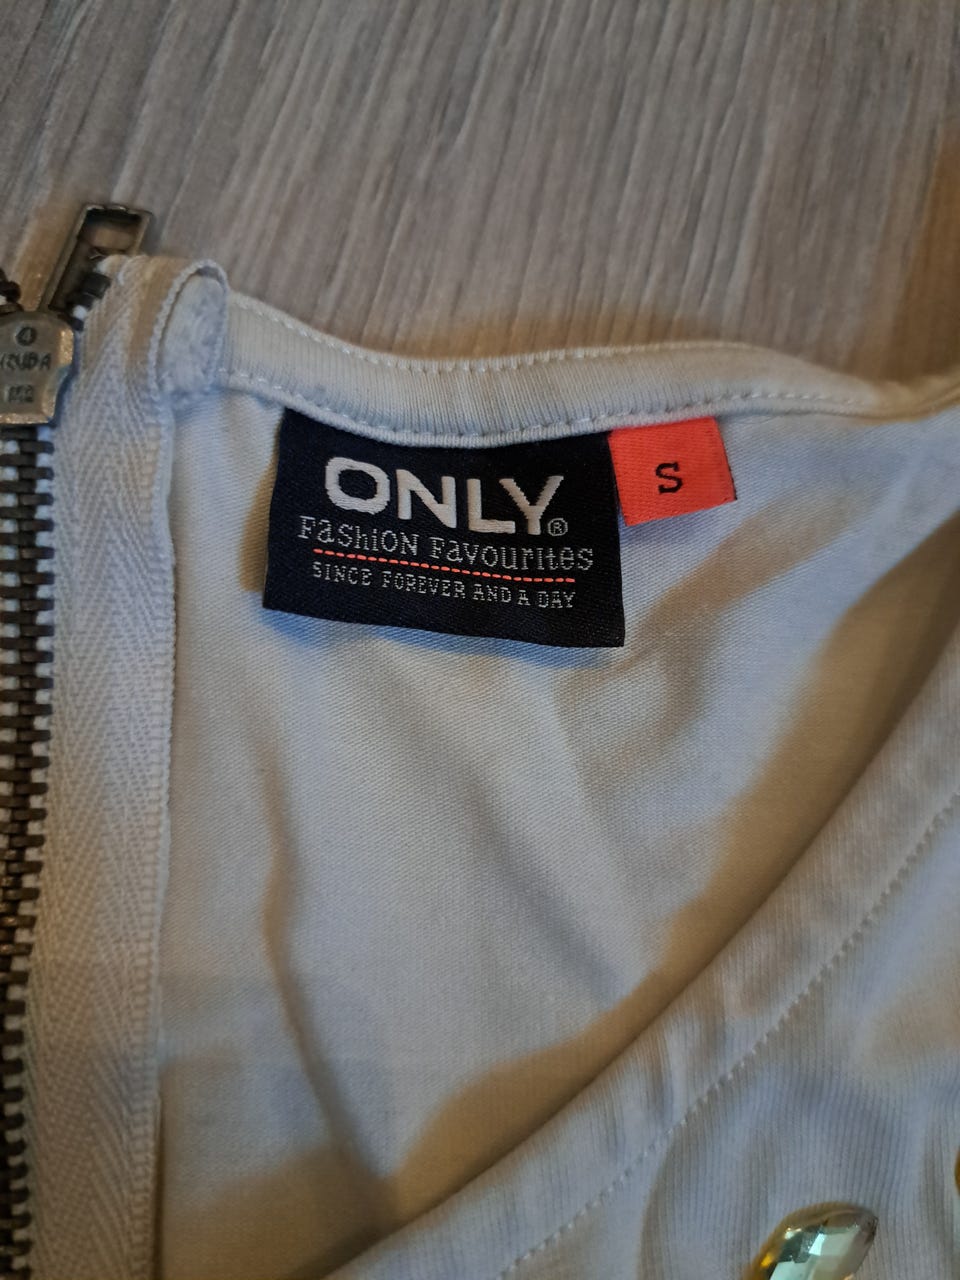 ONLY®
Fashion Favourites
SINCE FOREVER AND A DAY
S